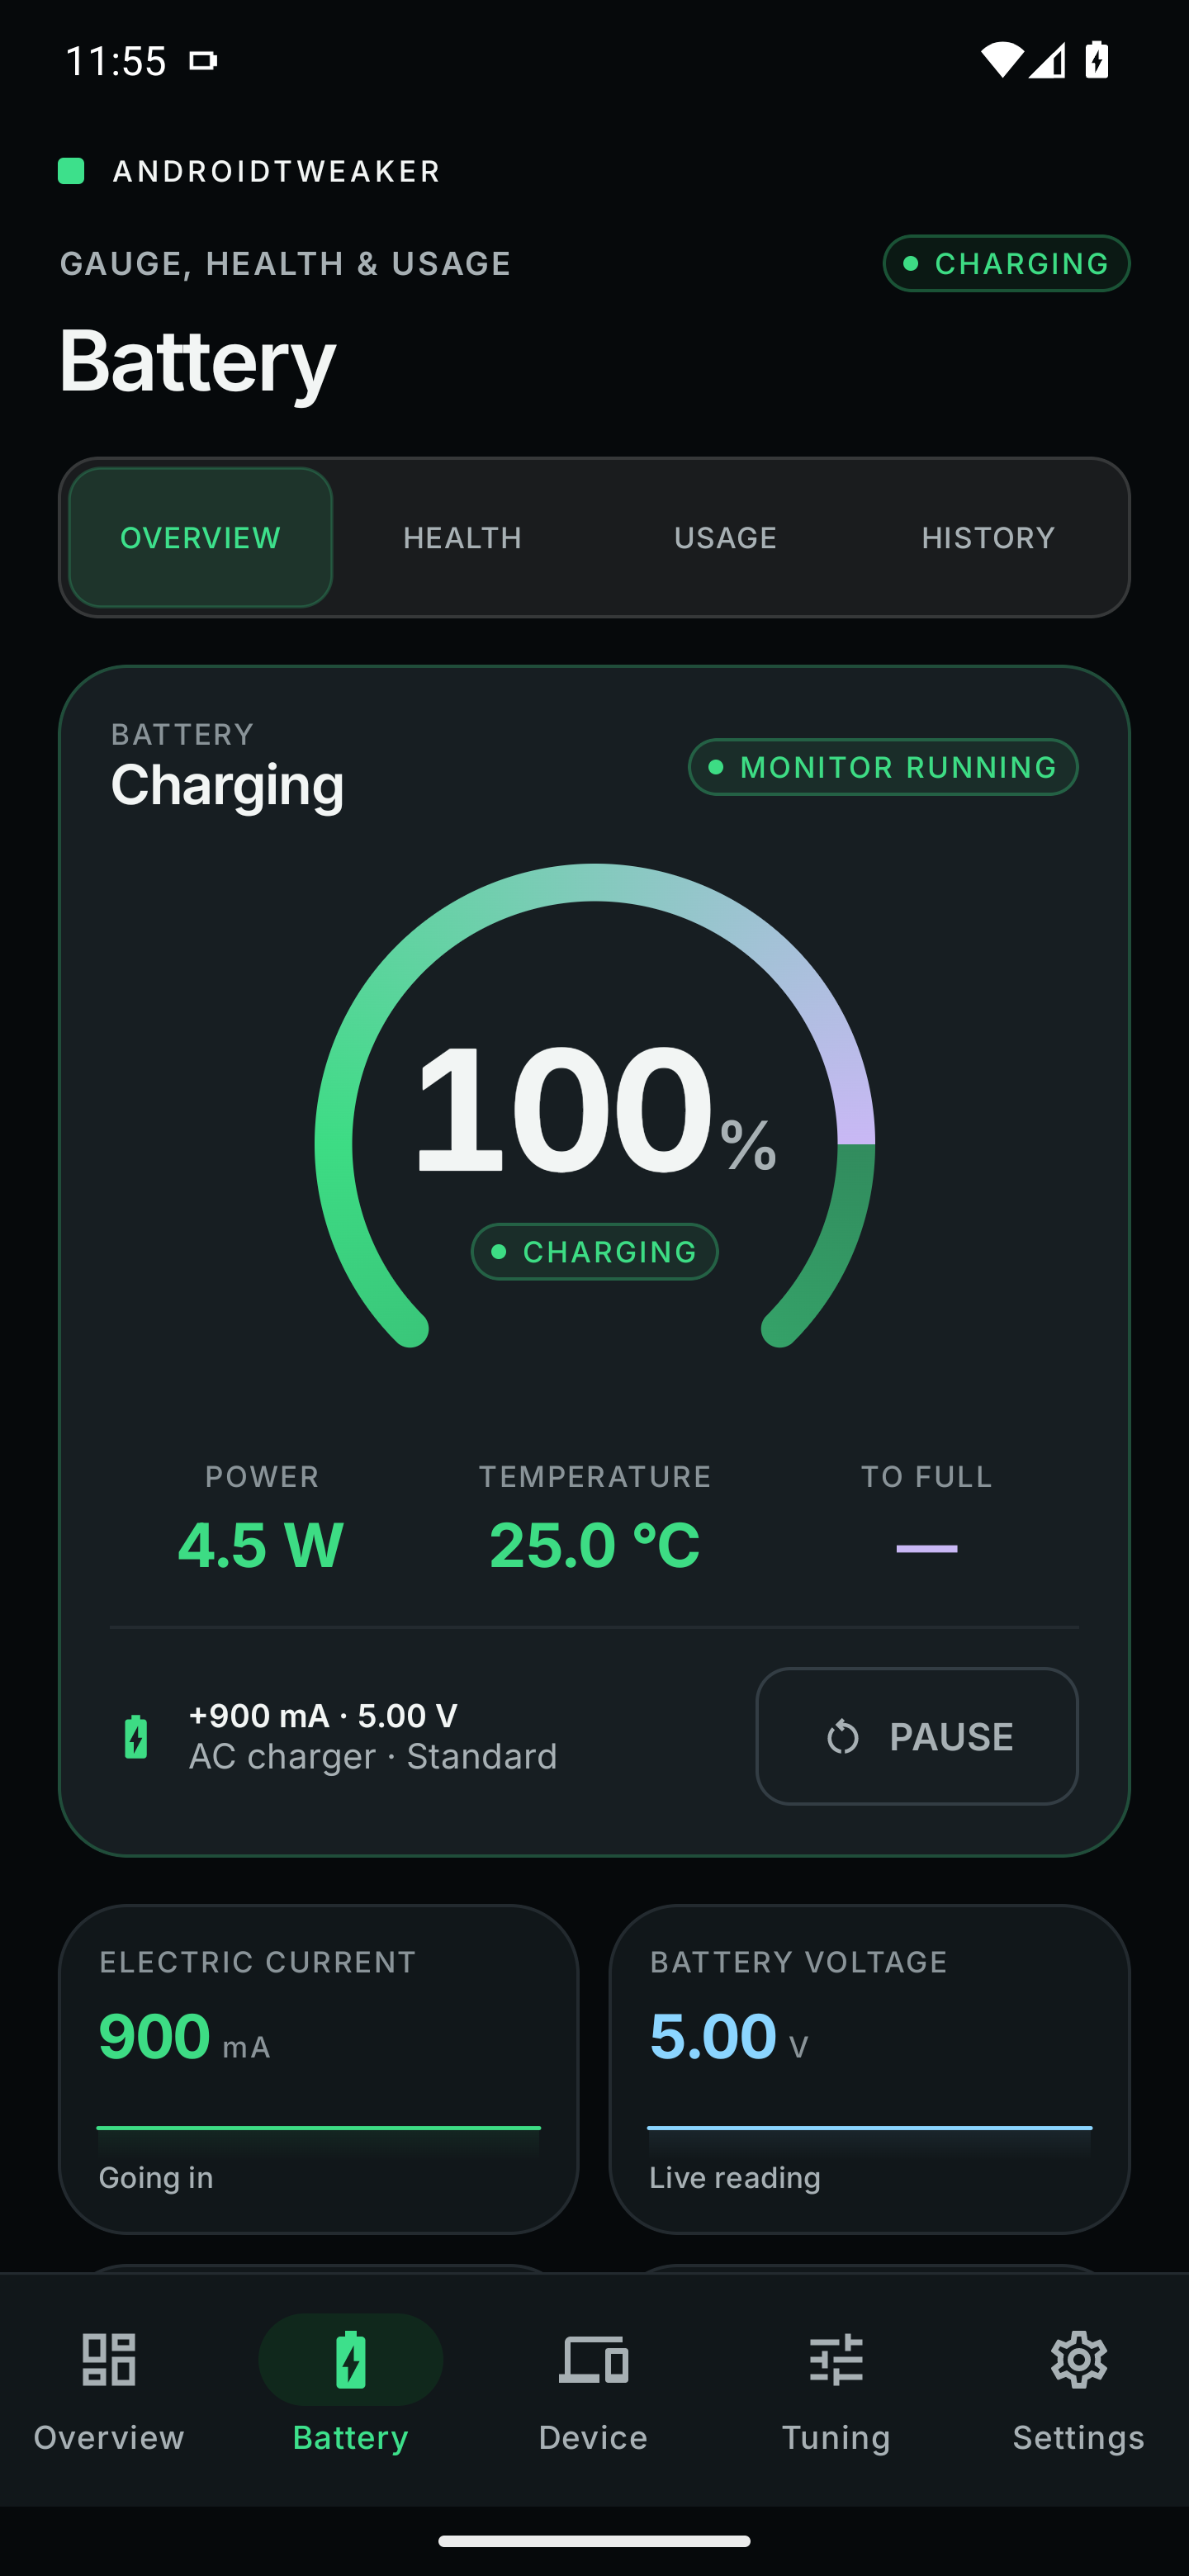 11:55
ANDROIDTWEAKER
GAUGE, HEALTH & USAGE
CHARGING
Battery
OVERVIEW
HEALTH
USAGE
HISTORY
BATTERY
Charging
MONITOR RUNNING
100%
CHARGING
POWER
TEMPERATURE
TO FULL
4.5 W
25.0 °C
—
+900 mA · 5.00 V
AC charger · Standard
PAUSE
ELECTRIC CURRENT
900 mA
Going in
BATTERY VOLTAGE
5.00 V
Live reading
Overview
Battery
Device
Tuning
Settings